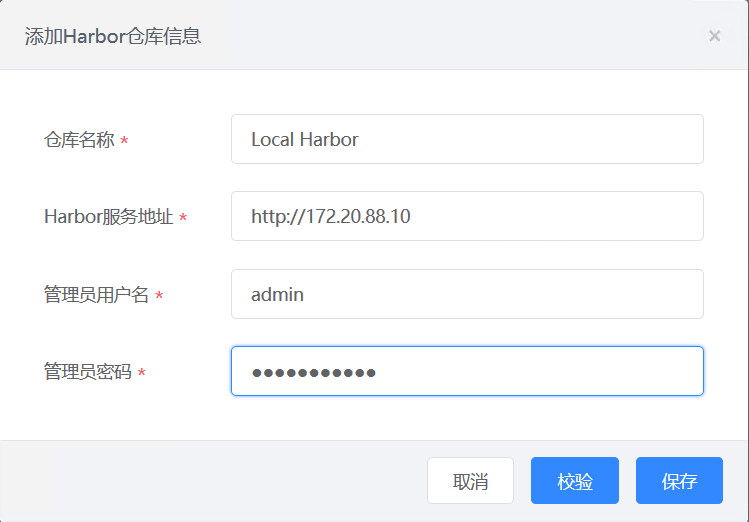 添加Harbor仓库信息 ×
仓库名称 * Local Harbor
Harbor服务地址 * http://172.20.88.10
管理员用户名 * admin
管理员密码 * ●●●●●●●●●●●
取消 校验 保存